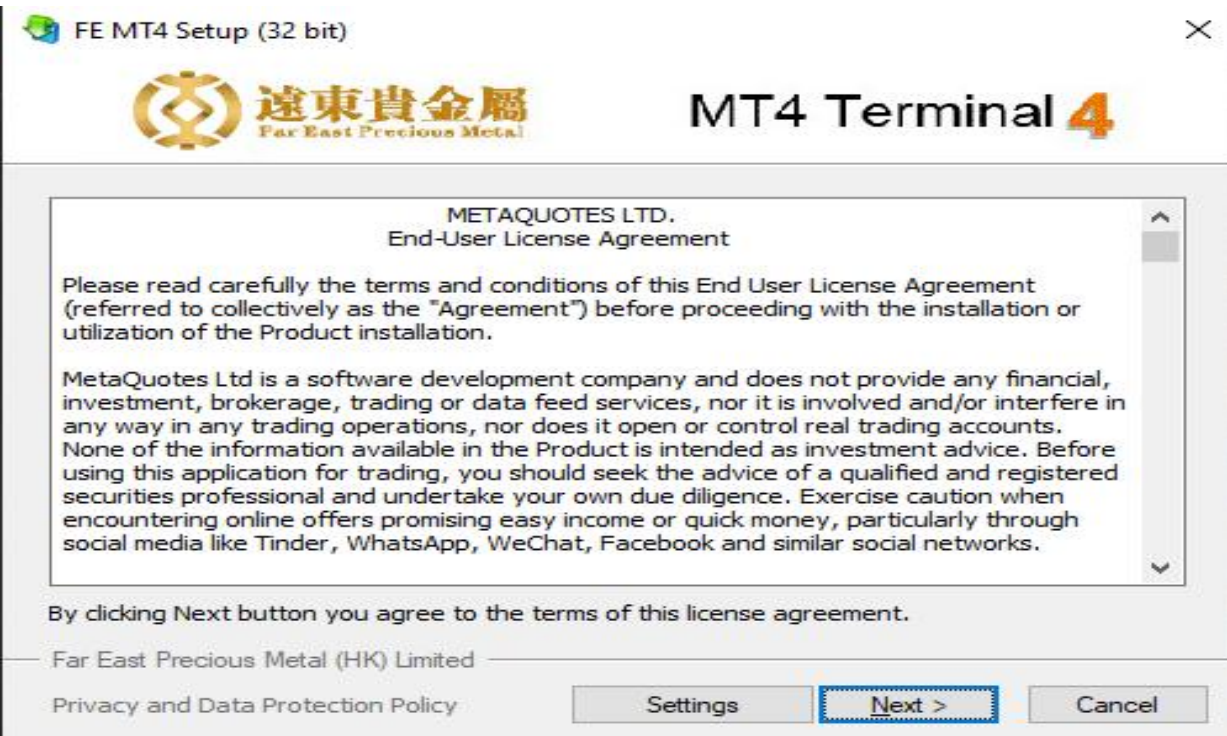 FE MT4 Setup (32 bit)
遠東貴金屬
Far East Precious Metal
MT4 Terminal 4
METAQUOTES LTD.
End-User License Agreement
Please read carefully the terms and conditions of this End User License Agreement
(referred to collectively as the "Agreement") before proceeding with the installation or
utilization of the Product installation.
MetaQuotes Ltd is a software development company and does not provide any financial,
investment, brokerage, trading or data feed services, nor it is involved and/or interfere in
any way in any trading operations, nor does it open or control real trading accounts.
None of the information available in the Product is intended as investment advice. Before
using this application for trading, you should seek the advice of a qualified and registered
securities professional and undertake your own due diligence. Exercise caution when
encountering online offers promising easy income or quick money, particularly through
social media like Tinder, WhatsApp, WeChat, Facebook and similar social networks.
By clicking Next button you agree to the terms of this license agreement.
Far East Precious Metal (HK) Limited
Privacy and Data Protection Policy
Settings
Next >
Cancel